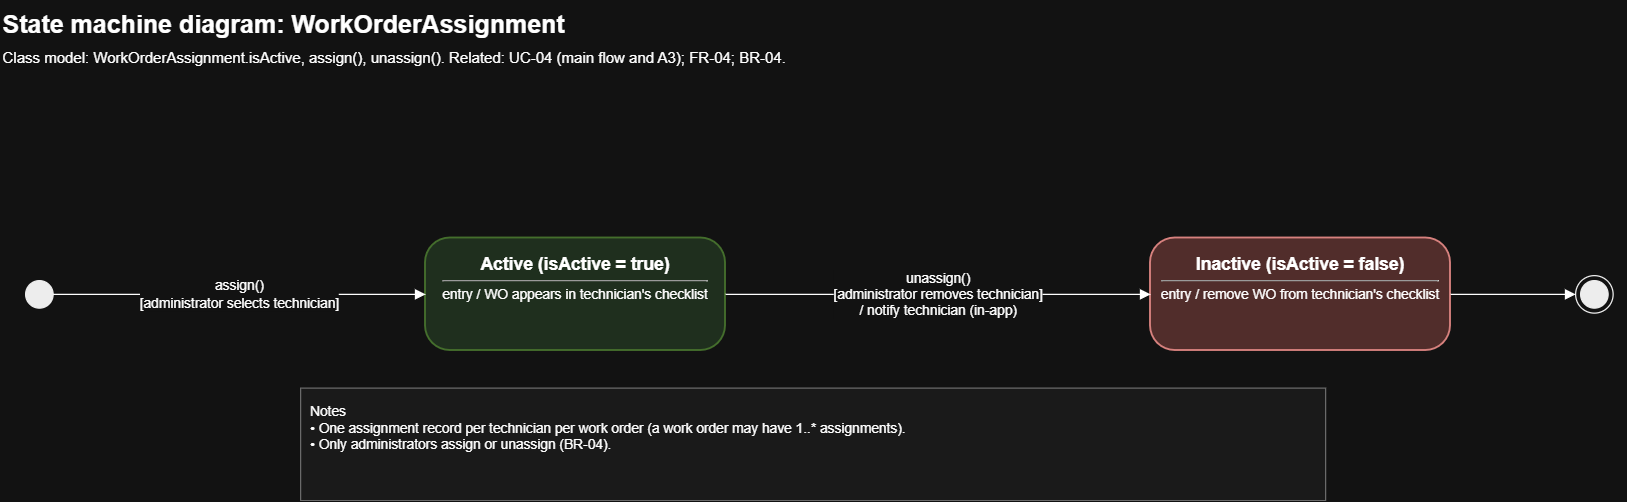 State machine diagram: WorkOrderAssignment
Class model: WorkOrderAssignment.isActive, assign(), unassign(). Related: UC-04 (main flow and A3); FR-04; BR-04.
assign()
[administrator selects technician]
Active (isActive = true)
entry / WO appears in technician's checklist
unassign()
[administrator removes technician]
/ notify technician (in-app)
Inactive (isActive = false)
entry / remove WO from technician's checklist
Notes
• One assignment record per technician per work order (a work order may have 1..* assignments).
• Only administrators assign or unassign (BR-04).